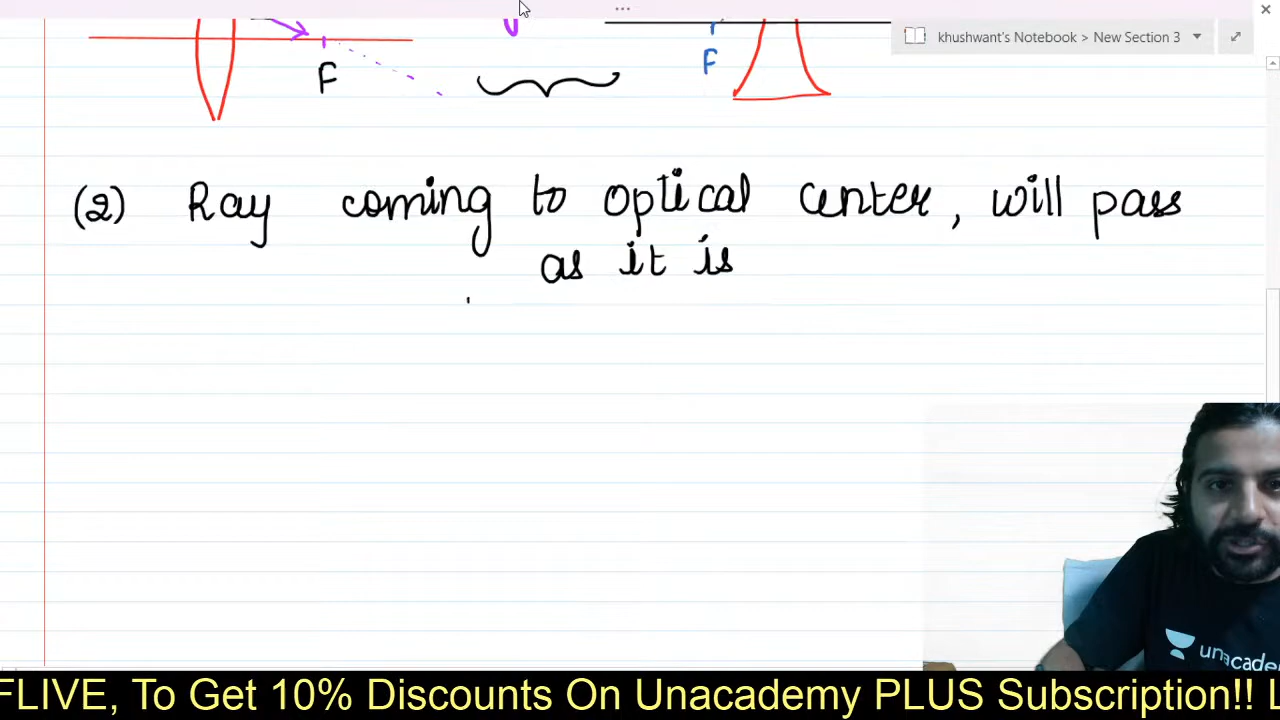 khushwant's Notebook > New Section 3
F
F
(2) Ray coming to optical center, will pass
as it is
unacade
FLIVE, To Get 10% Discounts On Unacademy PLUS Subscription!! L